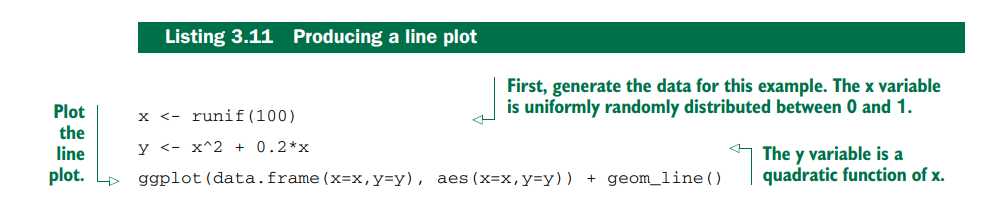 Listing 3.11 Producing a line plot
First, generate the data for this example. The x variable
is uniformly randomly distributed between 0 and 1.
Plot
the
line
plot.
x <- runif(100)
y <- x^2 + 0.2*x
ggplot(data.frame(x=x,y=y), aes(x=x,y=y)) + geom_line()
The y variable is a
quadratic function of x.